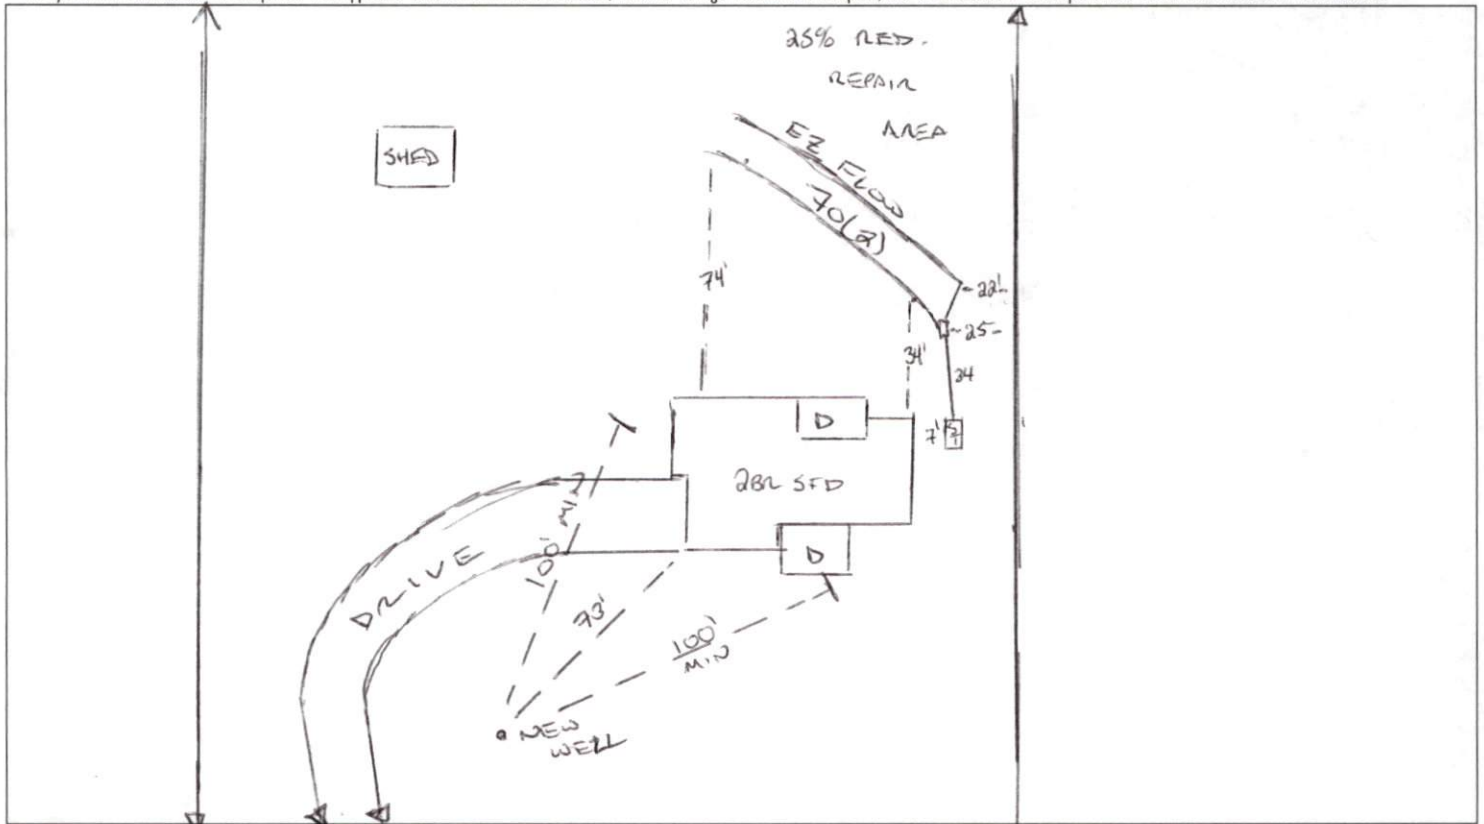 25% RED.
REPAIR
AREA
SHED
EZ FLOW
70(2)
74'
22'
25
34'
34
7'
ST
D
2BR SFD
D
DRIVE
100' MIN
73'
100'
MIN
NEW
WELL